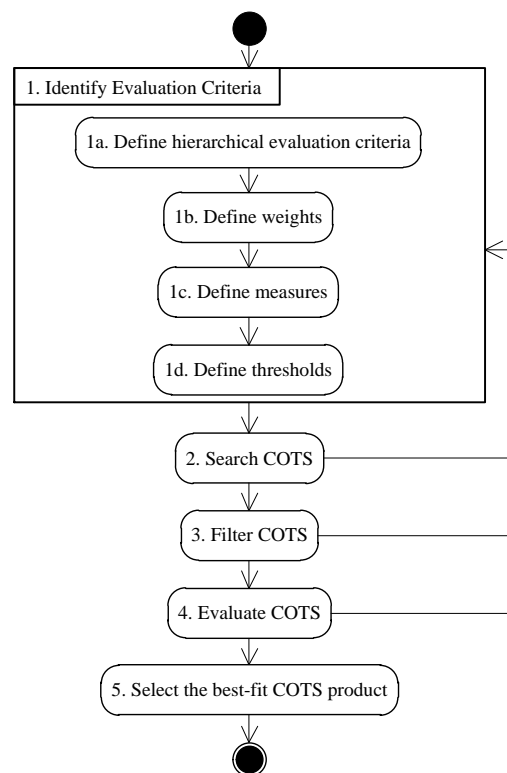 1. Identify Evaluation Criteria
1a. Define hierarchical evaluation criteria
1b. Define weights
1c. Define measures
1d. Define thresholds
2. Search COTS
3. Filter COTS
4. Evaluate COTS
5. Select the best-fit COTS product